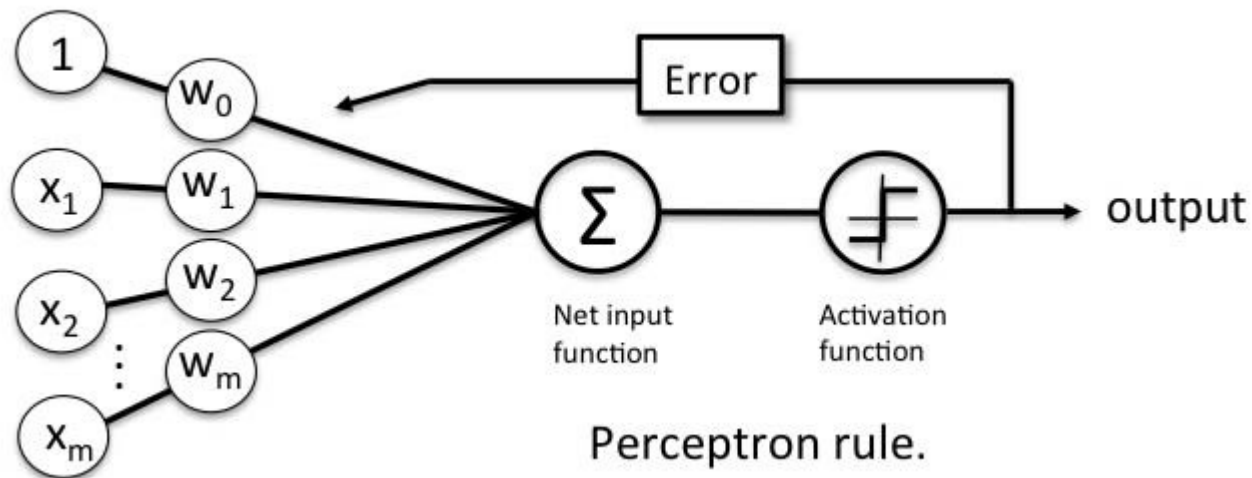 1
w₀
Error
x₁
w₁
Σ
output
x₂
w₂
Net input
function
Activation
function
⋮
wₘ
xₘ
Perceptron rule.